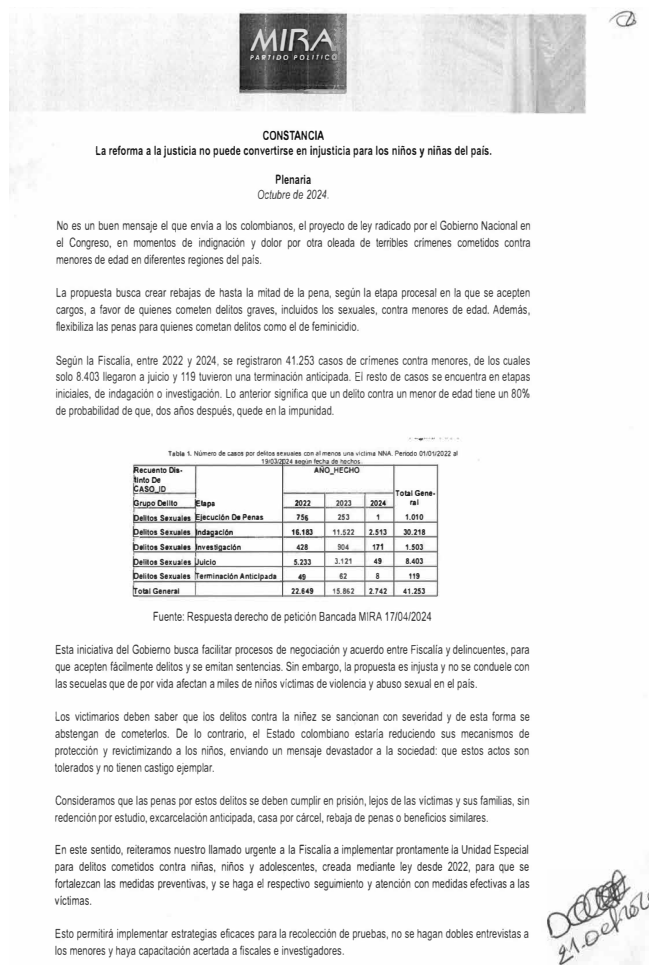 MIRA
PARTIDO POLÍTICO
CONSTANCIA
La reforma a la justicia no puede convertirse en injusticia para los niños y niñas del país.
Plenaria
Octubre de 2024.
No es un buen mensaje el que envía a los colombianos, el proyecto de ley radicado por el Gobierno Nacional en
el Congreso, en momentos de indignación y dolor por otra oleada de terribles crímenes cometidos contra
menores de edad en diferentes regiones del país.
La propuesta busca crear rebajas de hasta la mitad de la pena, según la etapa procesal en la que se acepten
cargos, a favor de quienes cometen delitos graves, incluidos los sexuales, contra menores de edad. Además,
flexibiliza las penas para quienes cometan delitos como el de feminicidio.
Según la Fiscalía, entre 2022 y 2024, se registraron 41.253 casos de crímenes contra menores, de los cuales
solo 8.403 llegaron a juicio y 119 tuvieron una terminación anticipada. El resto de casos se encuentra en etapas
iniciales, de indagación o investigación. Lo anterior significa que un delito contra un menor de edad tiene un 80%
de probabilidad de que, dos años después, quede en la impunidad.
Tabla 1. Número de casos por delitos sexuales con al menos una víctima NNA. Periodo 01/01/2022 al
19/03/2024 según fecha de hechos.
Recuento Dis-
tinto De
CASO_ID AÑO_HECHO Total Gene-
ral
Grupo Delito Etapa 2022 2023 2024
Delitos Sexuales Ejecución De Penas 756 253 1 1.010
Delitos Sexuales Indagación 16.183 11.522 2.513 30.218
Delitos Sexuales Investigación 428 904 171 1.503
Delitos Sexuales Juicio 5.233 3.121 49 8.403
Delitos Sexuales Terminación Anticipada 49 62 8 119
Total General 22.649 15.862 2.742 41.253
Fuente: Respuesta derecho de petición Bancada MIRA 17/04/2024
Esta iniciativa del Gobierno busca facilitar procesos de negociación y acuerdo entre Fiscalía y delincuentes, para
que acepten fácilmente delitos y se emitan sentencias. Sin embargo, la propuesta es injusta y no se conduele con
las secuelas que de por vida afectan a miles de niños víctimas de violencia y abuso sexual en el país.
Los victimarios deben saber que los delitos contra la niñez se sancionan con severidad y de esta forma se
abstengan de cometerlos. De lo contrario, el Estado colombiano estaría reduciendo sus mecanismos de
protección y revictimizando a los niños, enviando un mensaje devastador a la sociedad: que estos actos son
tolerados y no tienen castigo ejemplar.
Consideramos que las penas por estos delitos se deben cumplir en prisión, lejos de las víctimas y sus familias, sin
redención por estudio, excarcelación anticipada, casa por cárcel, rebaja de penas o beneficios similares.
En este sentido, reiteramos nuestro llamado urgente a la Fiscalía a implementar prontamente la Unidad Especial
para delitos cometidos contra niñas, niños y adolescentes, creada mediante ley desde 2022, para que se
fortalezcan las medidas preventivas, y se haga el respectivo seguimiento y atención con medidas efectivas a las
víctimas.
Esto permitirá implementar estrategias eficaces para la recolección de pruebas, no se hagan dobles entrevistas a
los menores y haya capacitación acertada a fiscales e investigadores.